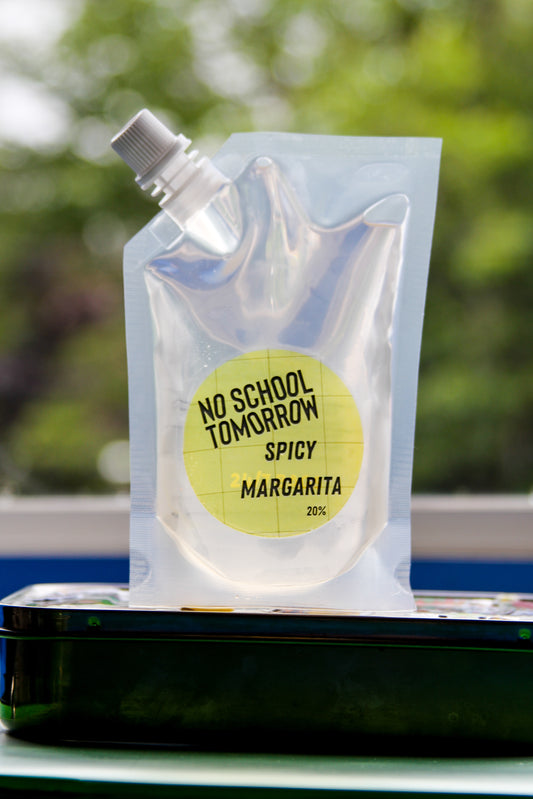 NO SCHOOL
TOMORROW
SPICY
MARGARITA
20%